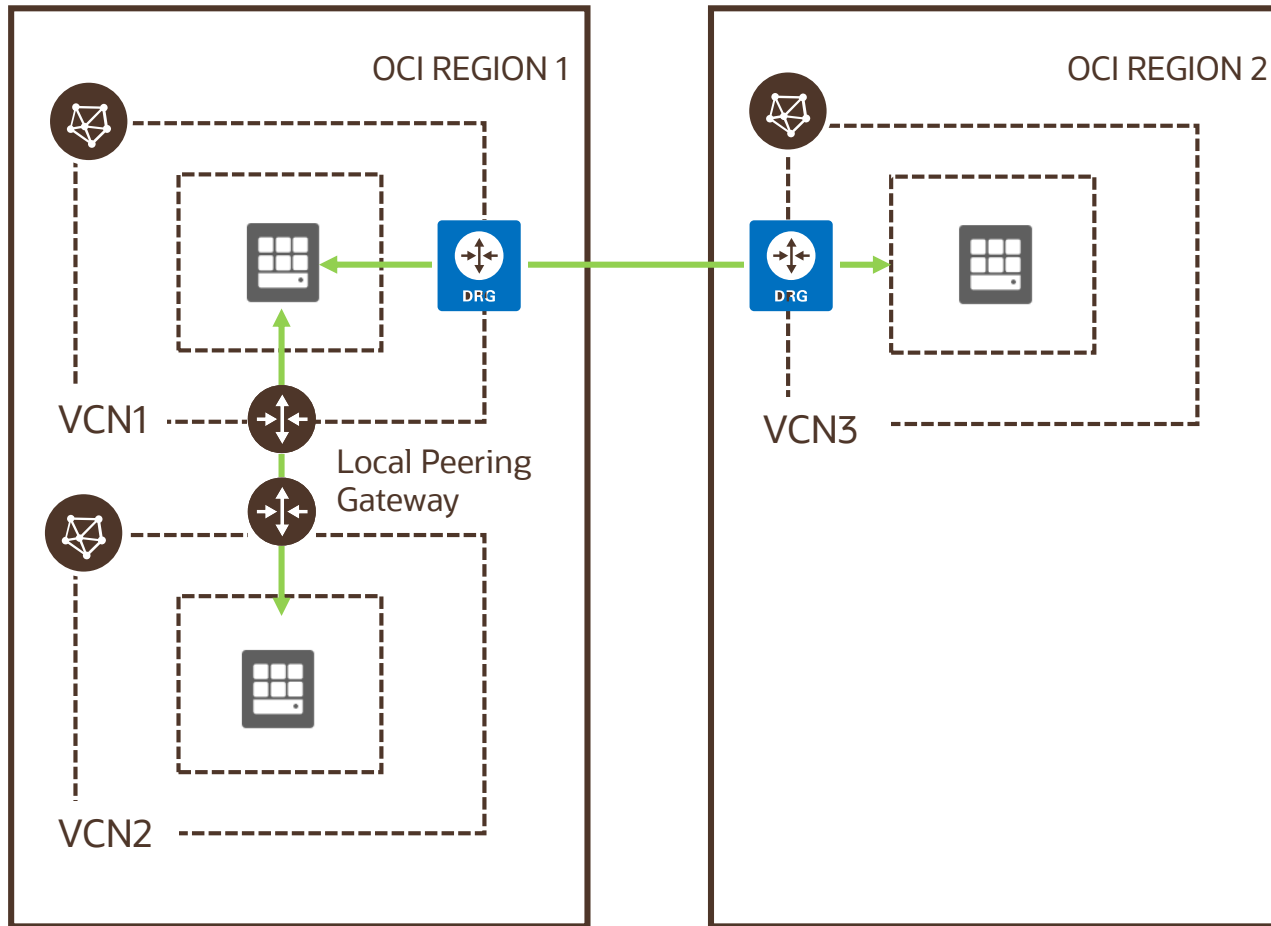 OCI REGION 1
OCI REGION 2
DRG
DRG
VCN1
VCN3
Local Peering
Gateway
VCN2